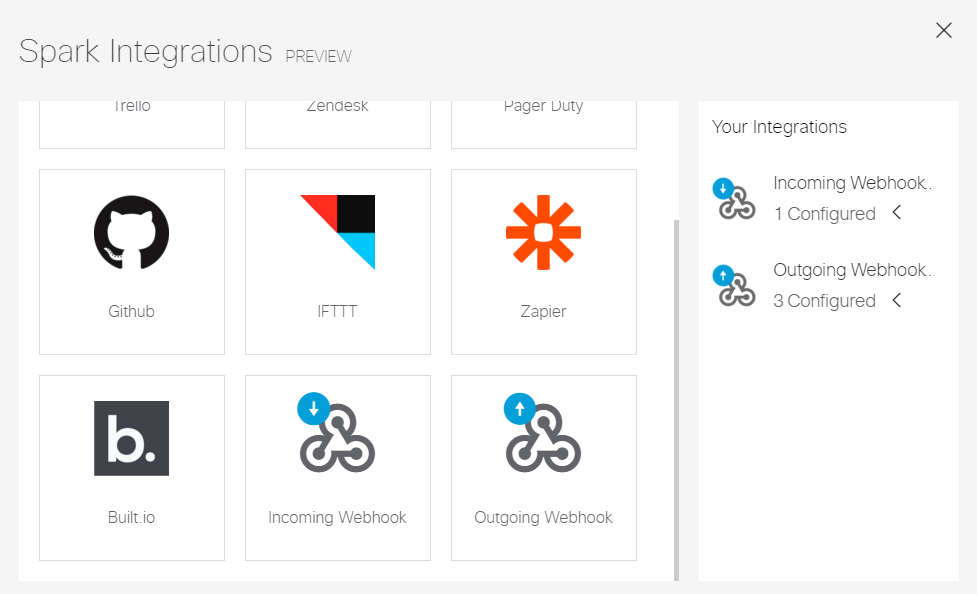 Spark Integrations PREVIEW
Trello
Zendesk
Pager Duty
Github
IFTTT
Zapier
b.
Built.io
Incoming Webhook
Outgoing Webhook
Your Integrations
Incoming Webhook..
1 Configured
Outgoing Webhook..
3 Configured